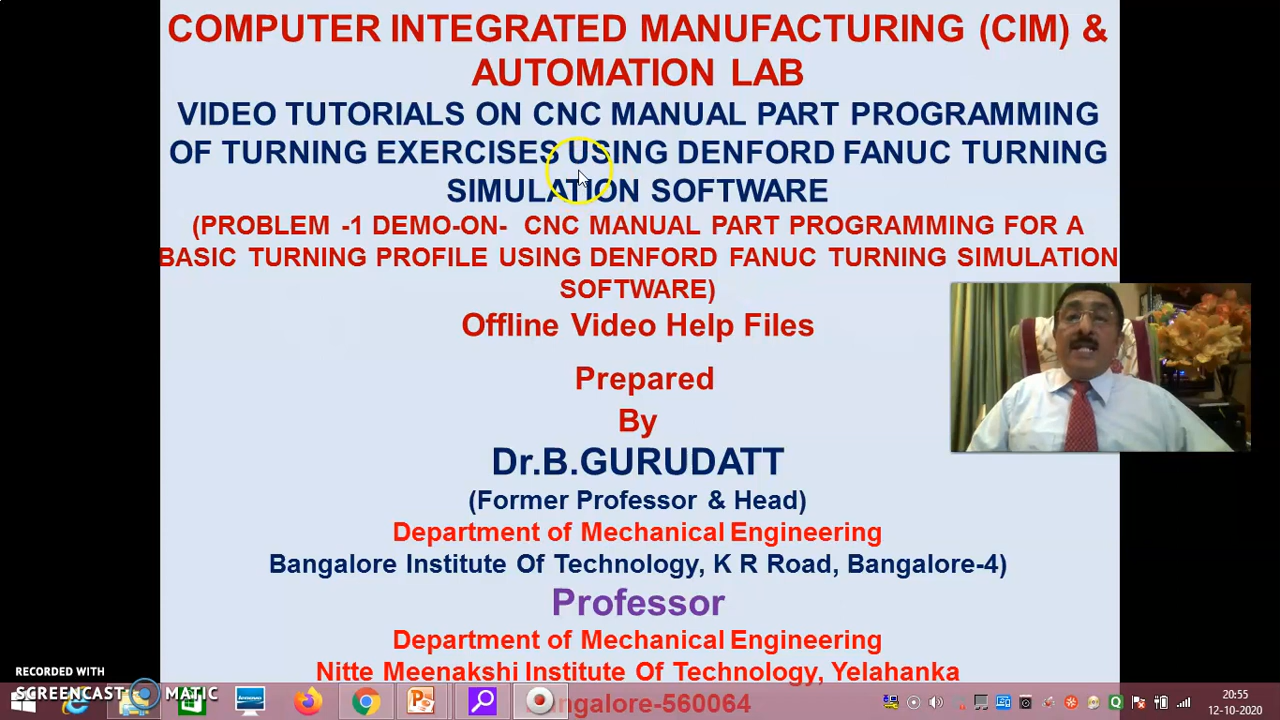 COMPUTER INTEGRATED MANUFACTURING (CIM) &
AUTOMATION LAB
VIDEO TUTORIALS ON CNC MANUAL PART PROGRAMMING
OF TURNING EXERCISES USING DENFORD FANUC TURNING
SIMULATION SOFTWARE
(PROBLEM -1 DEMO-ON- CNC MANUAL PART PROGRAMMING FOR A
BASIC TURNING PROFILE USING DENFORD FANUC TURNING SIMULATION
SOFTWARE)
Offline Video Help Files
Prepared
By
Dr.B.GURUDATT
(Former Professor & Head)
Department of Mechanical Engineering
Bangalore Institute Of Technology, K R Road, Bangalore-4)
Professor
Department of Mechanical Engineering
Nitte Meenakshi Institute Of Technology, Yelahanka
RECORDED WITH
SCREENCAST MATIC
20:55
12-10-2020